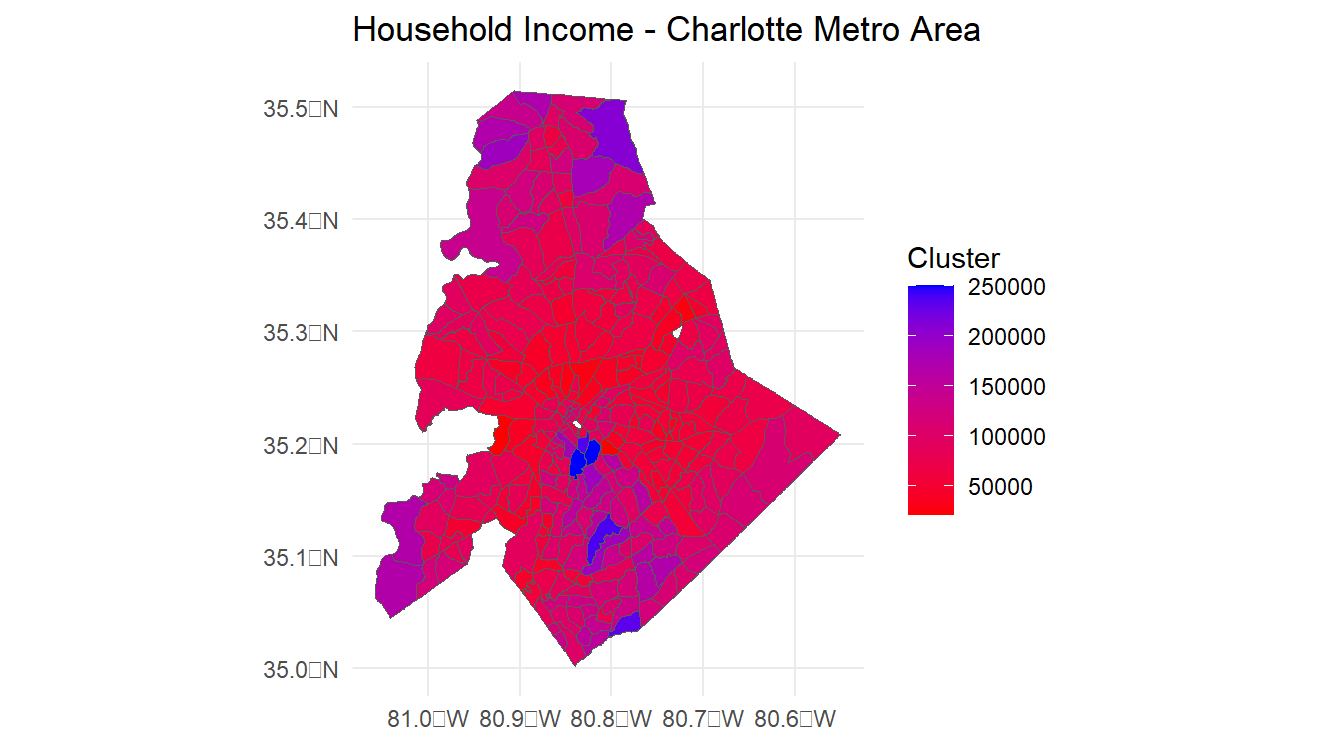 Household Income - Charlotte Metro Area
35.5□N
35.4□N
35.3□N
35.2□N
35.1□N
35.0□N
81.0□W 80.9□W 80.8□W 80.7□W 80.6□W
Cluster
250000
200000
150000
100000
50000